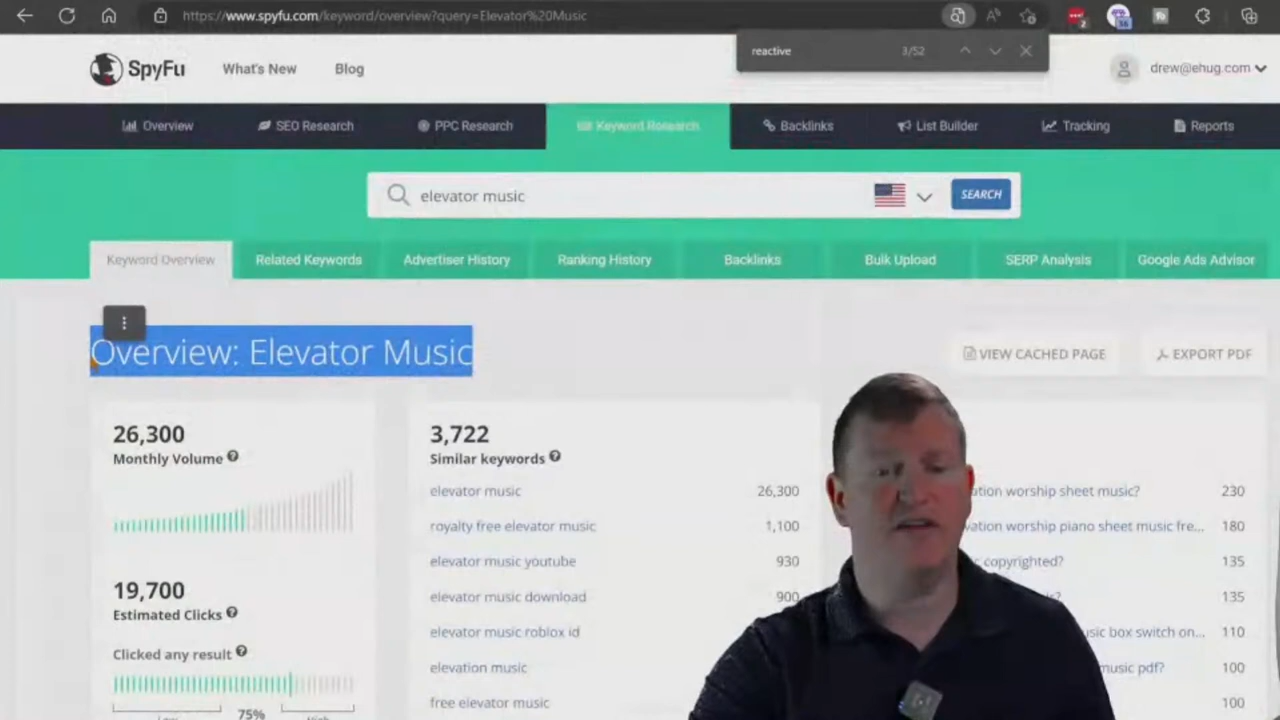 https://www.spyfu.com/keyword/overview?query=Elevator%20Music
reactive 3/52
SpyFu What's New Blog drew@ehug.com
Overview SEO Research PPC Research Keyword Research Backlinks List Builder Tracking Reports
elevator music SEARCH
Keyword Overview Related Keywords Advertiser History Ranking History Backlinks Bulk Upload SERP Analysis Google Ads Advisor
Overview: Elevator Music VIEW CACHED PAGE EXPORT PDF
26,300
Monthly Volume
19,700
Estimated Clicks
Clicked any result
75%
3,722
Similar keywords
elevator music 26,300
royalty free elevator music 1,100
elevator music youtube 930
elevator music download 900
elevator music roblox id
elevation music
free elevator music
worship sheet music? 230
worship piano sheet music fre... 180
copyrighted? 135
135
box switch on... 110
music pdf? 100
100